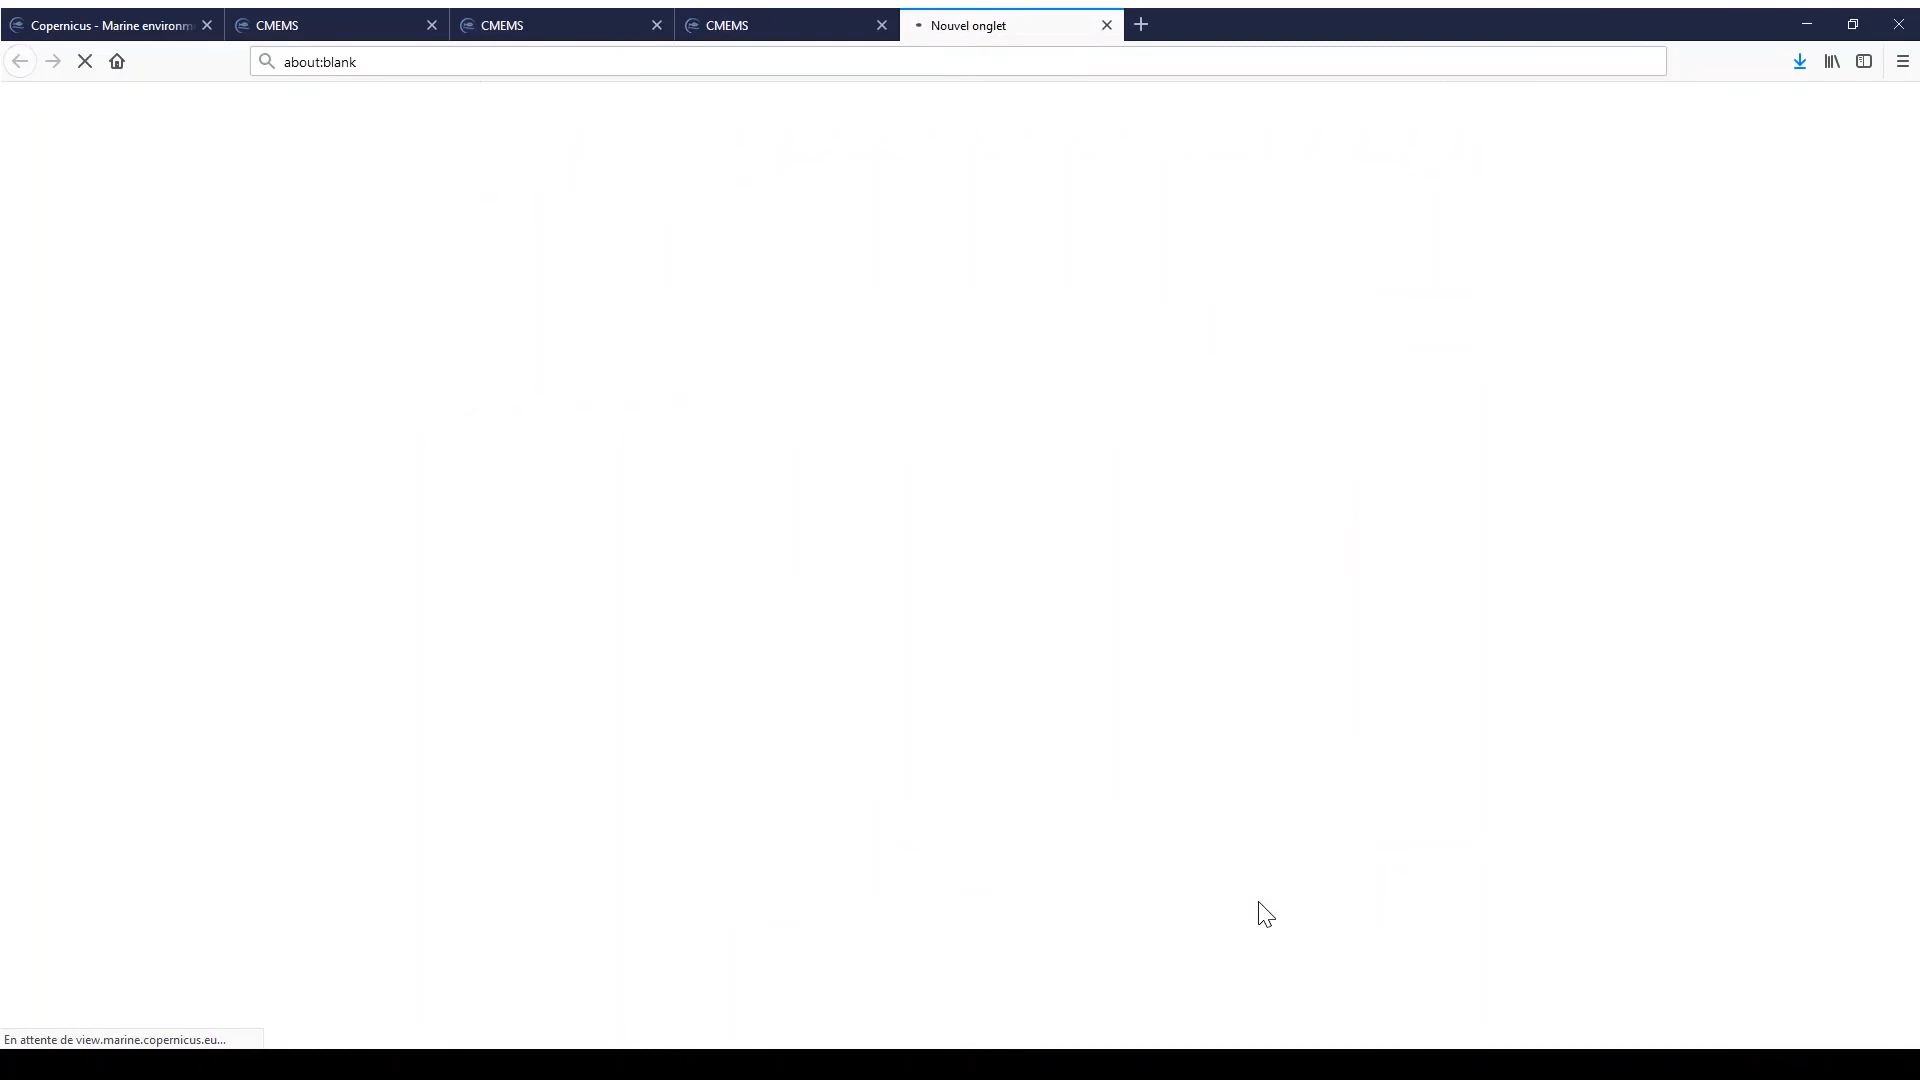 Copernicus - Marine environm
CMEMS
CMEMS
CMEMS
Nouvel onglet
about:blank
En attente de view.marine.copernicus.eu...